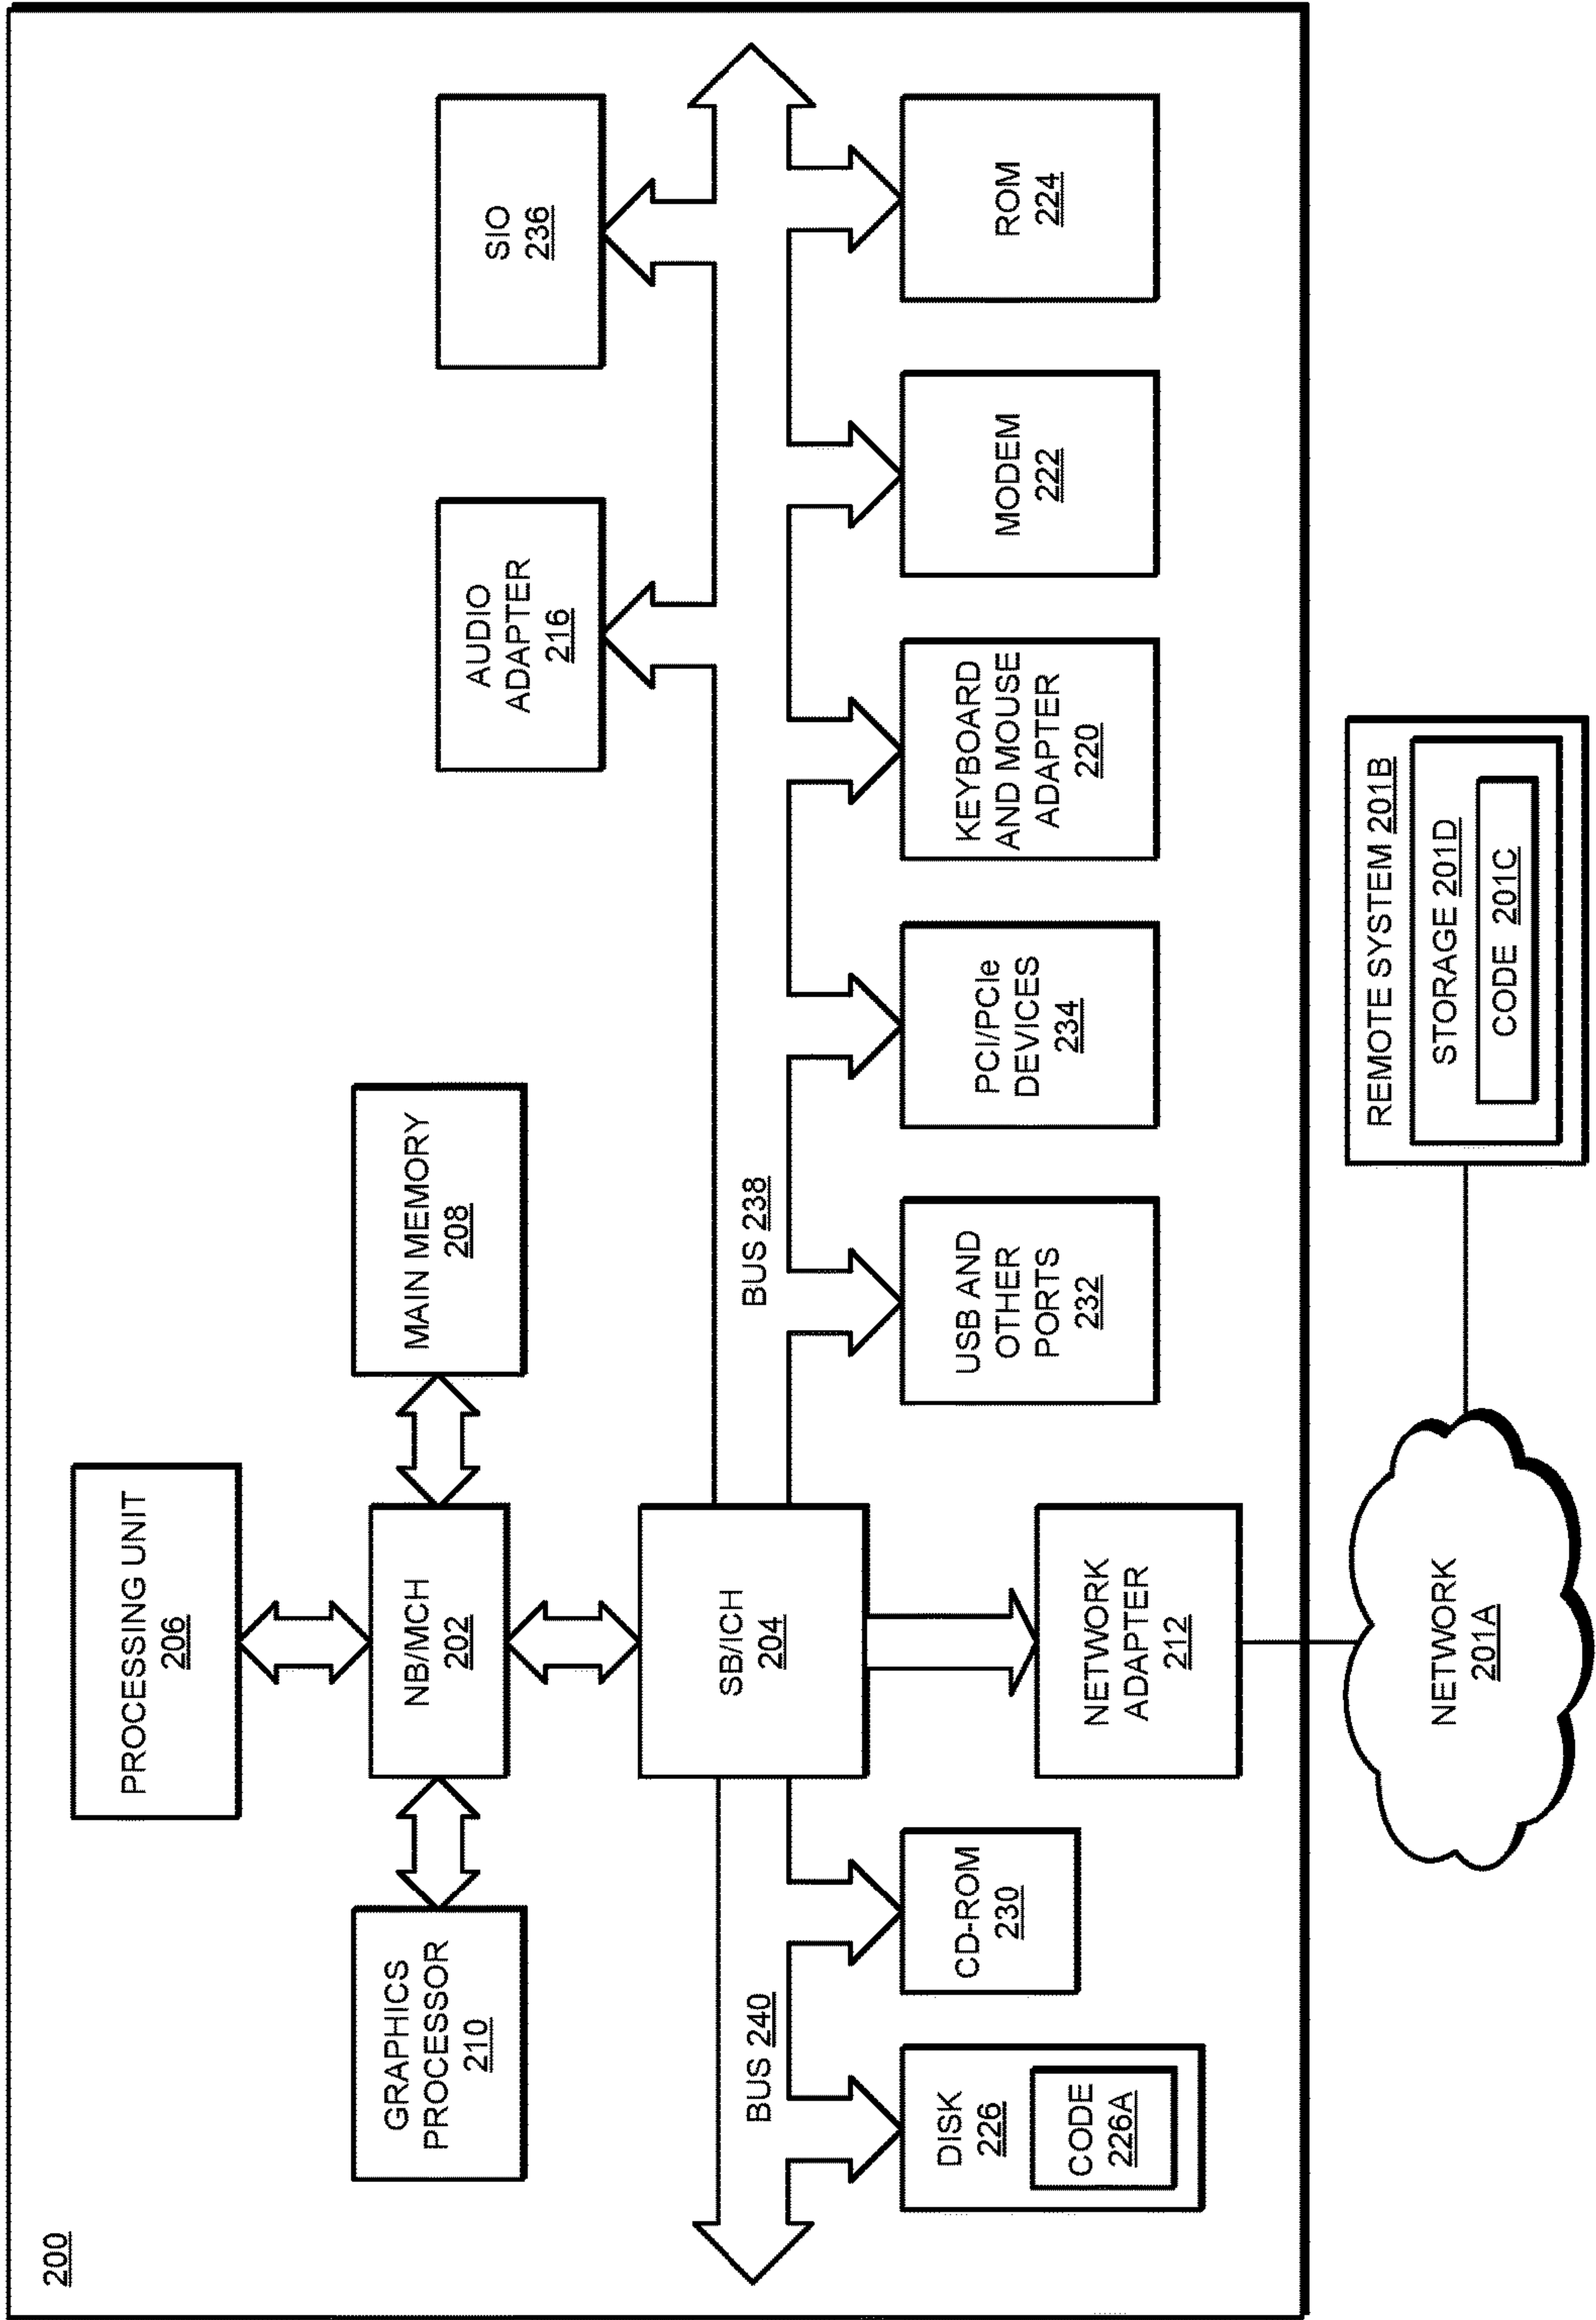 200
PROCESSING UNIT
206
GRAPHICS
PROCESSOR
210
NB/MCH
202
MAIN MEMORY
208
AUDIO
ADAPTER
216
SIO
236
SB/ICH
204
BUS 240
BUS 238
DISK
226
CODE
226A
CD-ROM
230
NETWORK
ADAPTER
212
USB AND
OTHER
PORTS
232
PCI/PCIe
DEVICES
234
KEYBOARD
AND MOUSE
ADAPTER
220
MODEM
222
ROM
224
NETWORK
201A
REMOTE SYSTEM 201B
STORAGE 201D
CODE 201C